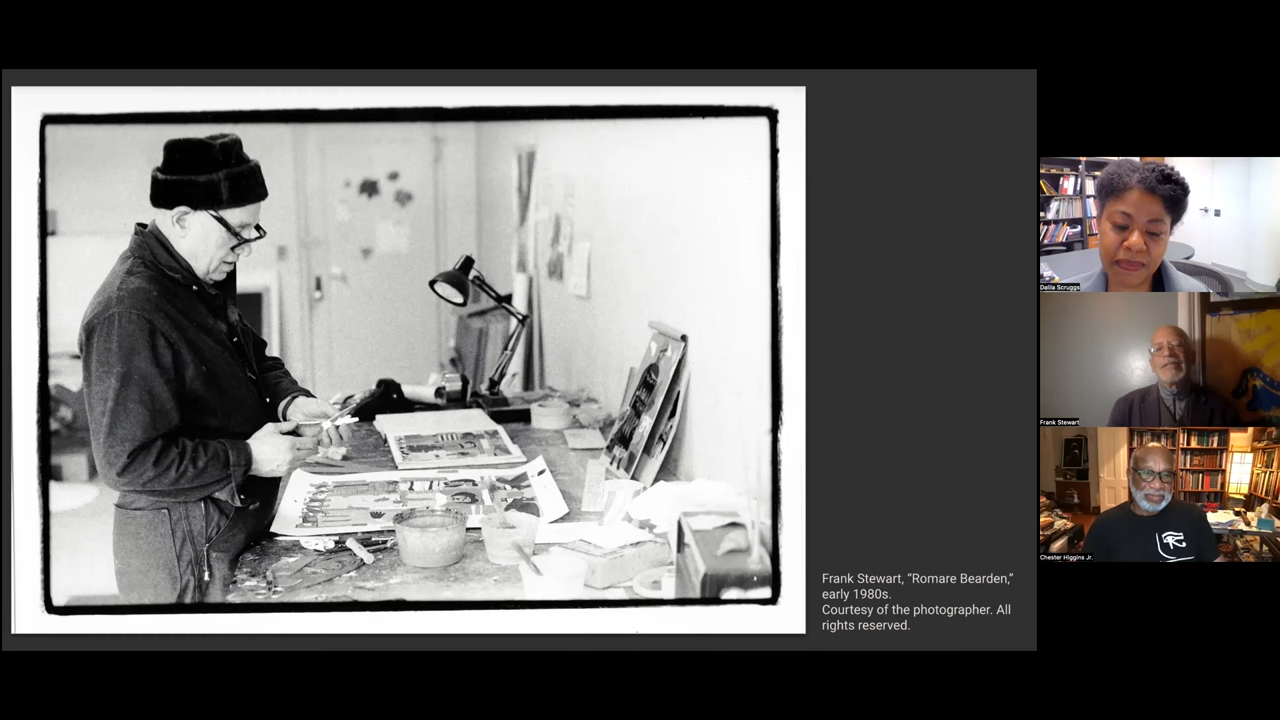 Frank Stewart, “Romare Bearden,”
early 1980s.
Courtesy of the photographer. All
rights reserved.
Dalila Scruggs
Frank Stewart
Chester Higgins Jr.